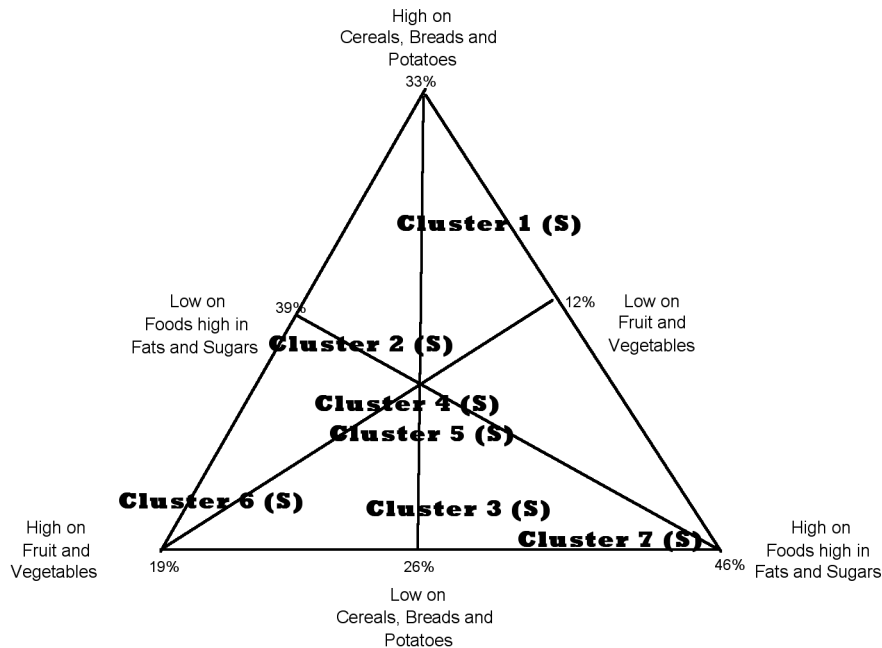 High on
Cereals, Breads and
Potatoes
33%
Cluster 1 (S)
Low on
Foods high in
Fats and Sugars
39%
12%
Low on
Fruit and
Vegetables
Cluster 2 (S)
Cluster 4 (S)
Cluster 5 (S)
Cluster 6 (S)
Cluster 3 (S)
Cluster 7 (S)
High on
Fruit and
Vegetables
19%
26%
46%
High on
Foods high in
Fats and Sugars
Low on
Cereals, Breads and
Potatoes